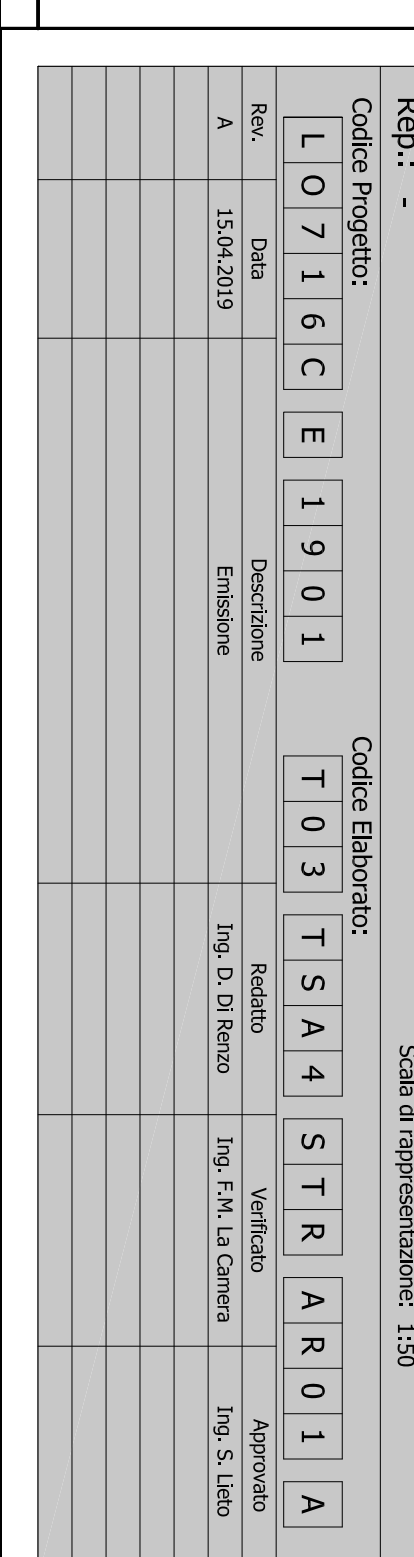 Rep.: - Scala di rappresentazione: 1:50
Codice Progetto: Codice Elaborato:
L O 7 1 6 C E 1 9 0 1 T 0 3 T S A 4 S T R A R 0 1 A
Rev. Data Descrizione Redatto Verificato Approvato
A 15.04.2019 Emissione Ing. D. Di Renzo Ing. F.M. La Camera Ing. S. Lieto